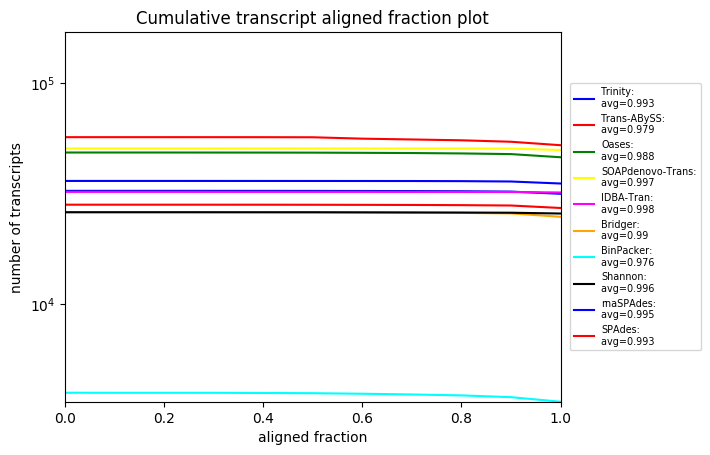 Cumulative transcript aligned fraction plot
number of transcripts
10^5
10^4
0.0 0.2 0.4 0.6 0.8 1.0
aligned fraction
Trinity:
avg=0.993
Trans-ABySS:
avg=0.979
Oases:
avg=0.988
SOAPdenovo-Trans:
avg=0.997
IDBA-Tran:
avg=0.998
Bridger:
avg=0.99
BinPacker:
avg=0.976
Shannon:
avg=0.996
rnaSPAdes:
avg=0.995
SPAdes:
avg=0.993